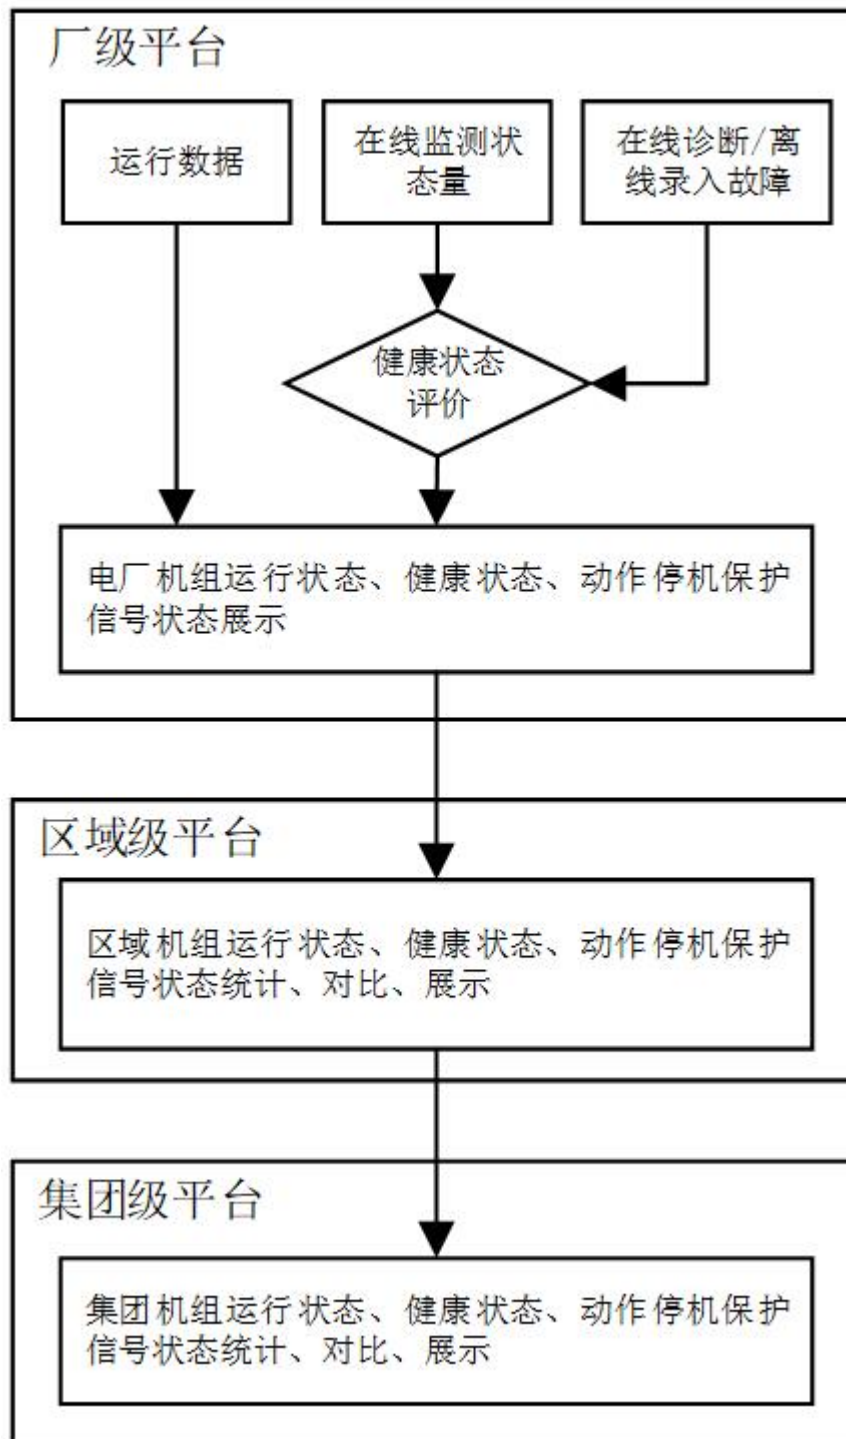 厂级平台
运行数据
在线监测状
态量
在线诊断/离
线录入故障
健康状态
评价
电厂机组运行状态、健康状态、动作停机保护
信号状态展示
区域级平台
区域机组运行状态、健康状态、动作停机保护
信号状态统计、对比、展示
集团级平台
集团机组运行状态、健康状态、动作停机保护
信号状态统计、对比、展示